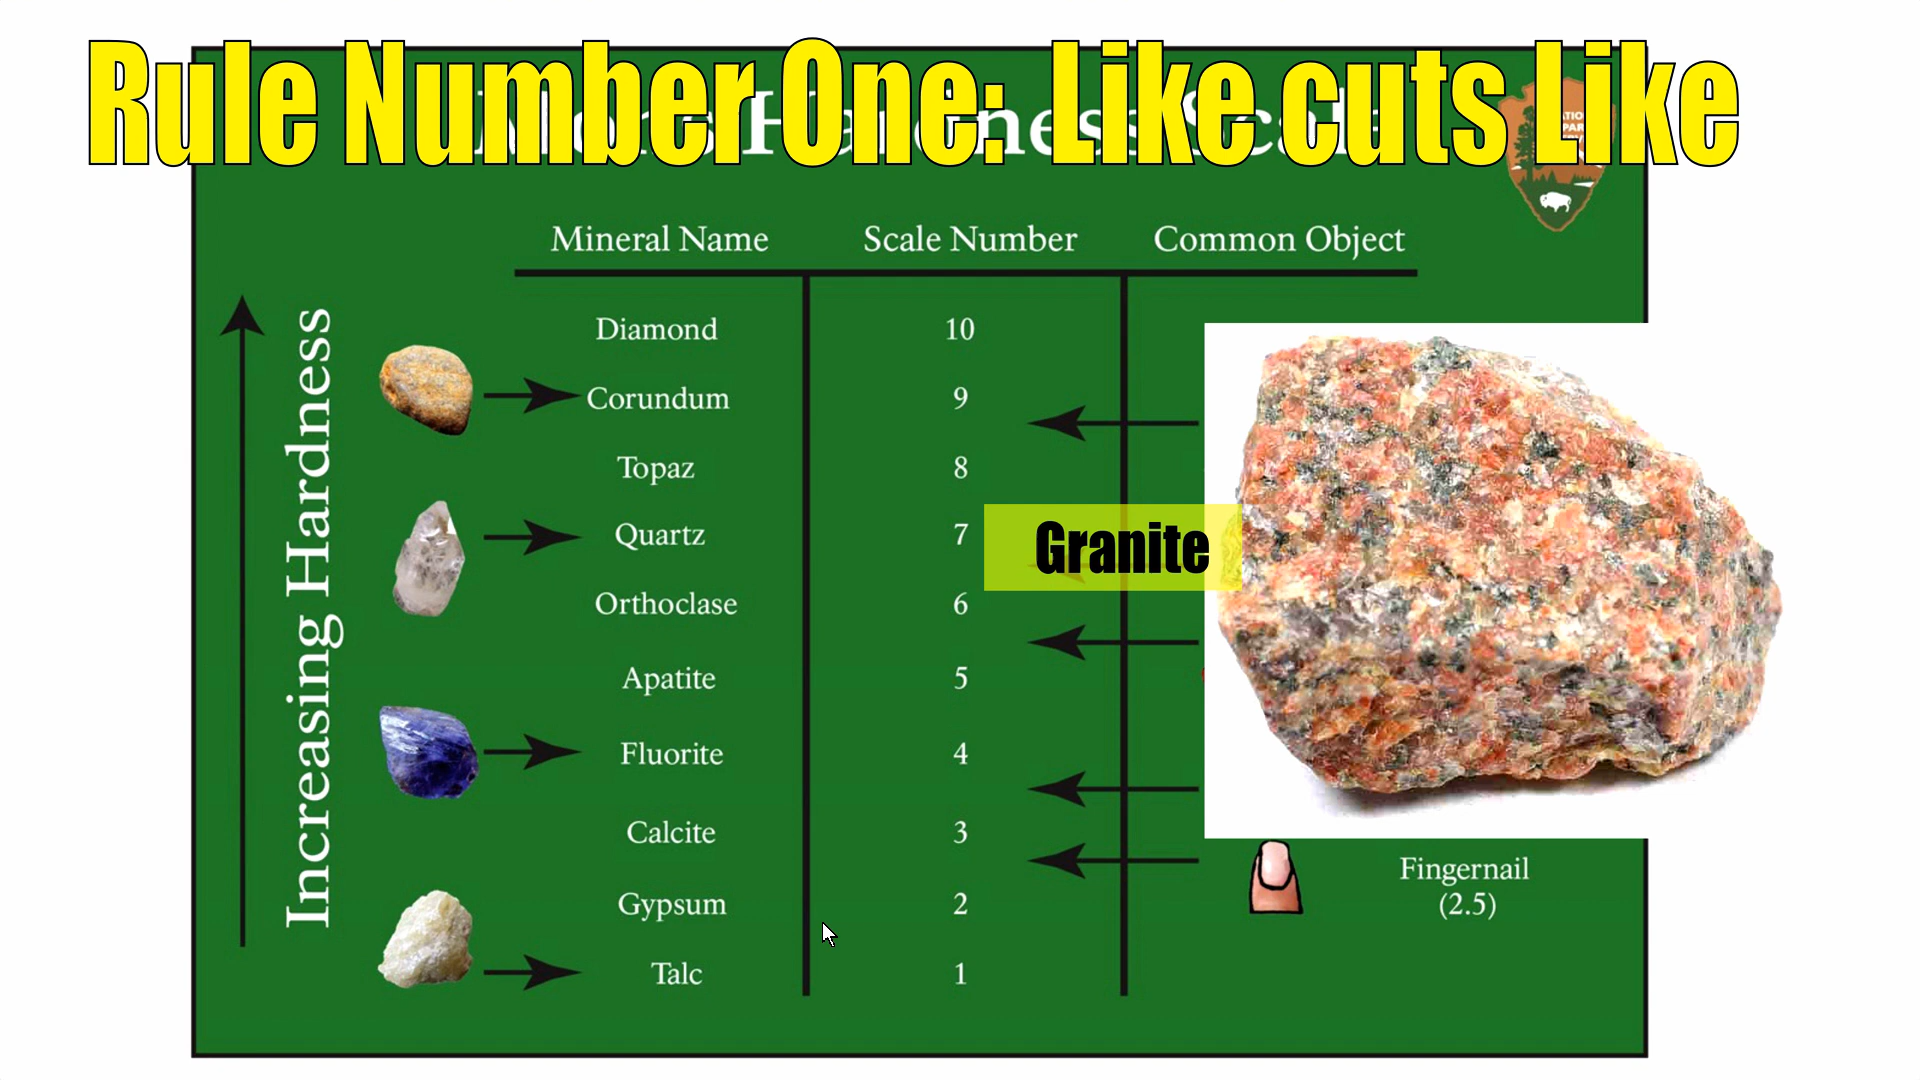 Rule Number One: Like cuts Like
Mineral Name Scale Number Common Object
Increasing Hardness
Diamond 10
Corundum 9
Topaz 8
Quartz 7
Granite
Orthoclase 6
Apatite 5
Fluorite 4
Calcite 3
Fingernail
(2.5)
Gypsum 2
Talc 1